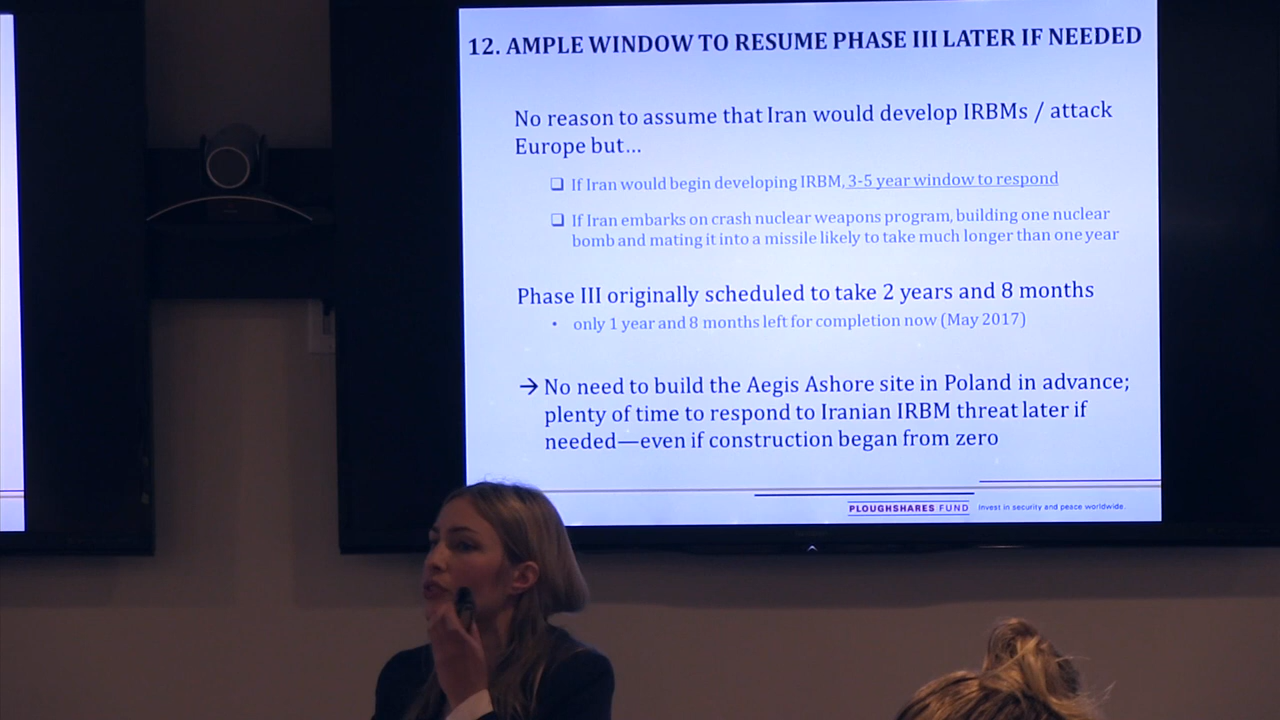 12. AMPLE WINDOW TO RESUME PHASE III LATER IF NEEDED
No reason to assume that Iran would develop IRBMs / attack
Europe but...
❑ If Iran would begin developing IRBM, 3-5 year window to respond
❑ If Iran embarks on crash nuclear weapons program, building one nuclear
bomb and mating it into a missile likely to take much longer than one year
Phase III originally scheduled to take 2 years and 8 months
• only 1 year and 8 months left for completion now (May 2017)
→ No need to build the Aegis Ashore site in Poland in advance;
plenty of time to respond to Iranian IRBM threat later if
needed—even if construction began from zero
PLOUGHSHARES FUND Invest in security and peace worldwide.